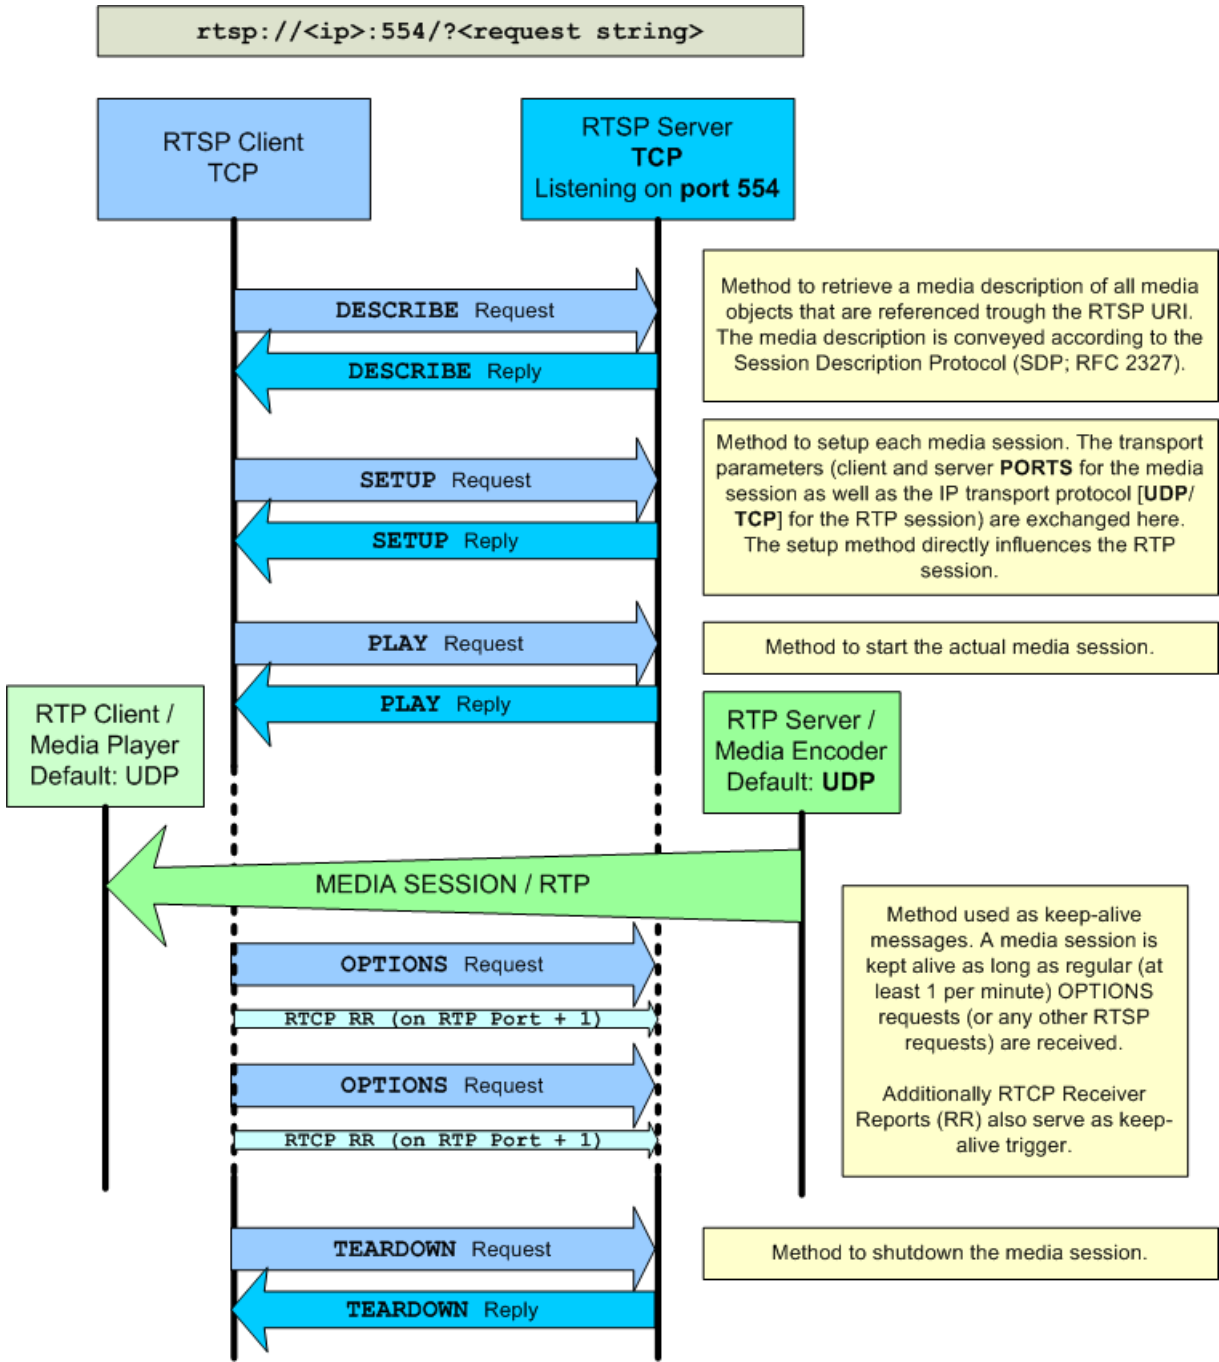 rtsp://<ip>:554/?<request string>
RTSP Client
TCP
RTSP Server
TCP
Listening on port 554
DESCRIBE Request
DESCRIBE Reply
Method to retrieve a media description of all media
objects that are referenced trough the RTSP URI.
The media description is conveyed according to the
Session Description Protocol (SDP; RFC 2327).
SETUP Request
SETUP Reply
Method to setup each media session. The transport
parameters (client and server PORTS for the media
session as well as the IP transport protocol [UDP/
TCP] for the RTP session) are exchanged here.
The setup method directly influences the RTP
session.
PLAY Request
PLAY Reply
Method to start the actual media session.
RTP Client /
Media Player
Default: UDP
RTP Server /
Media Encoder
Default: UDP
MEDIA SESSION / RTP
OPTIONS Request
RTCP RR (on RTP Port + 1)
OPTIONS Request
RTCP RR (on RTP Port + 1)
Method used as keep-alive
messages. A media session is
kept alive as long as regular (at
least 1 per minute) OPTIONS
requests (or any other RTSP
requests) are received.
Additionally RTCP Receiver
Reports (RR) also serve as keep-
alive trigger.
TEARDOWN Request
TEARDOWN Reply
Method to shutdown the media session.